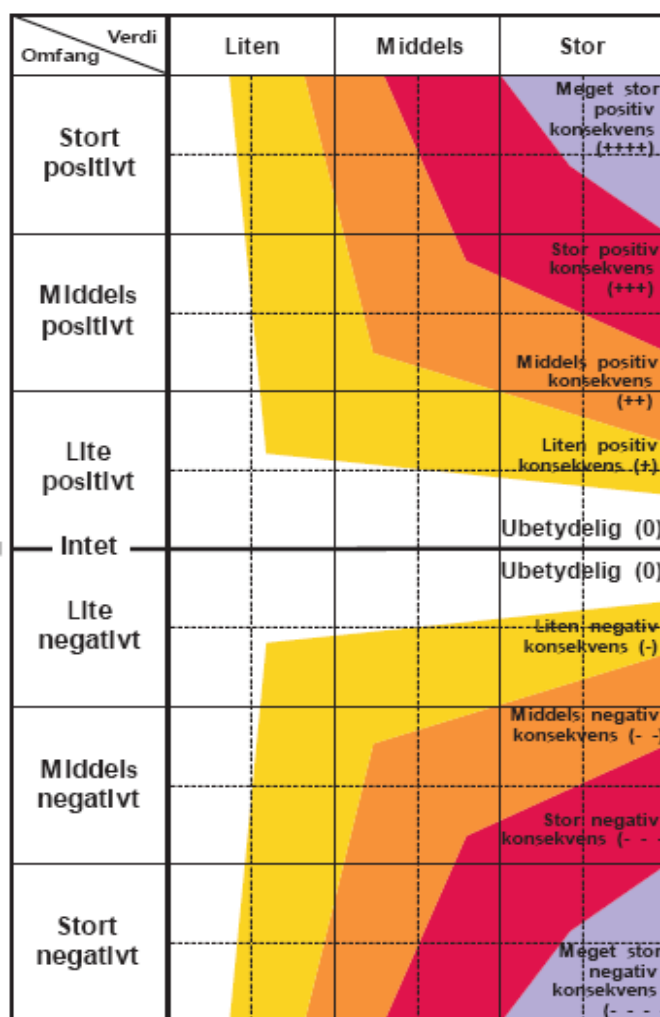 Verdi
Omfang
Liten
Middels
Stor
Stort
positivt
Meget stor
positiv
konsekvens
(++++)
Middels
positivt
Stor positiv
konsekvens
(+++)
Middels positiv
konsekvens
(++)
Lite
positivt
Liten positiv
konsekvens (+)
Ubetydelig (0)
Intet
Ubetydelig (0)
Lite
negativt
Liten negativ
konsekvens (-)
Middels
negativt
Middels negativ
konsekvens (- -)
Stor negativ
konsekvens (- - -
Stort
negativt
Meget stor
negativ
konsekvens
(- - -